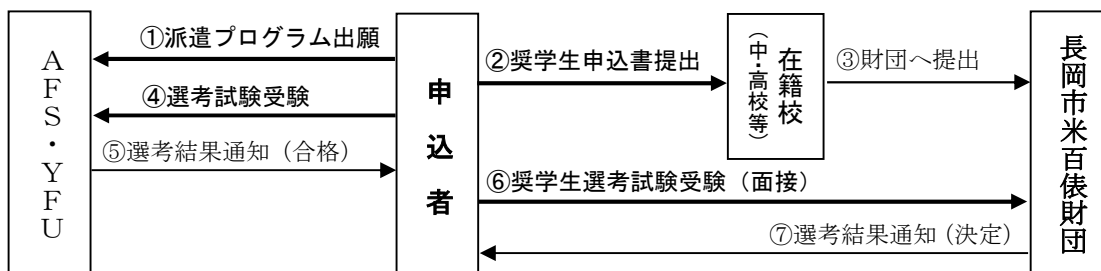 ①派遣プログラム出願
②奨学生申込書提出
③財団へ提出
④選考試験受験
⑤選考結果通知（合格）
⑥奨学生選考試験受験（面接）
⑦選考結果通知（決定）
AFS・YFU
申込者
在籍校
（中・高校等）
長岡市米百俵財団